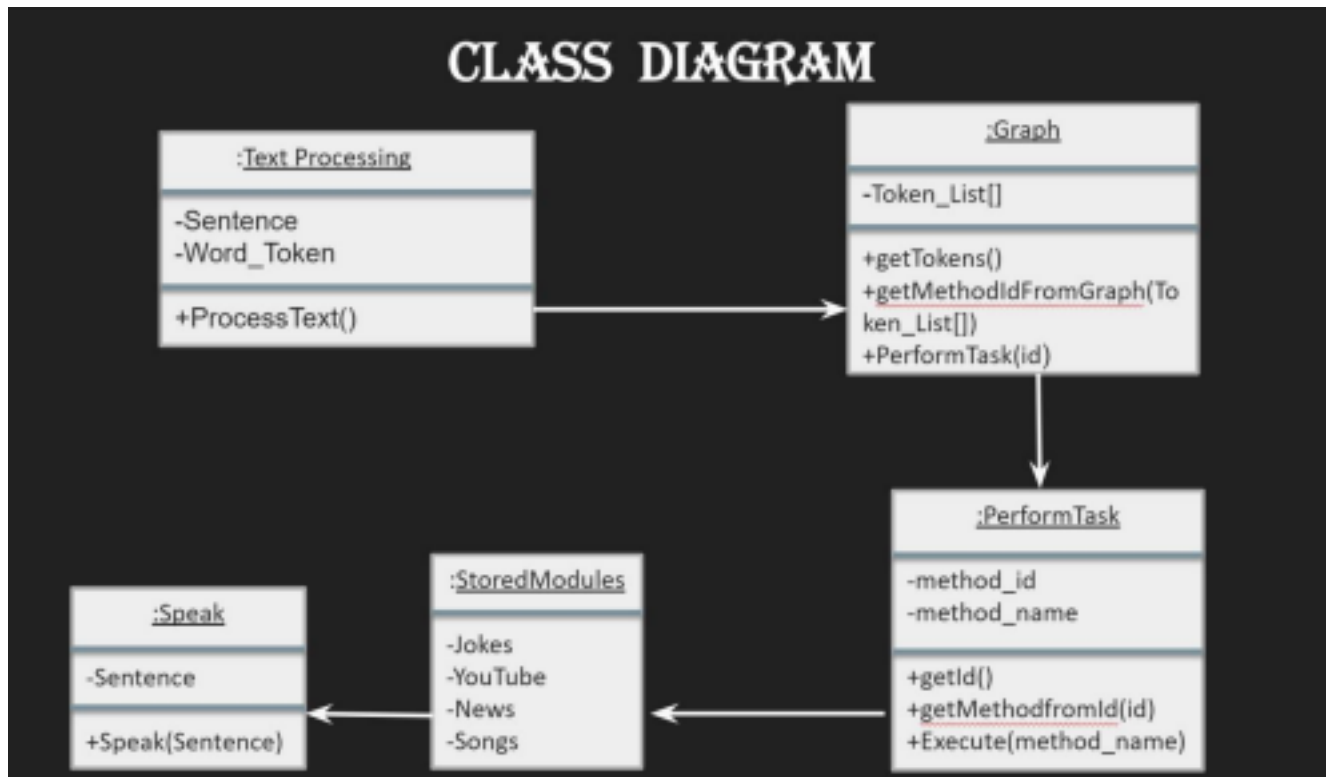 CLASS DIAGRAM
:Text Processing
-Sentence
-Word_Token
+ProcessText()
:Graph
-Token_List[]
+getTokens()
+getMethodIdFromGraph(To
ken_List[])
+PerformTask(id)
:PerformTask
-method_id
-method_name
+getId()
+getMethodfromId(id)
+Execute(method_name)
:StoredModules
-Jokes
-YouTube
-News
-Songs
:Speak
-Sentence
+Speak(Sentence)